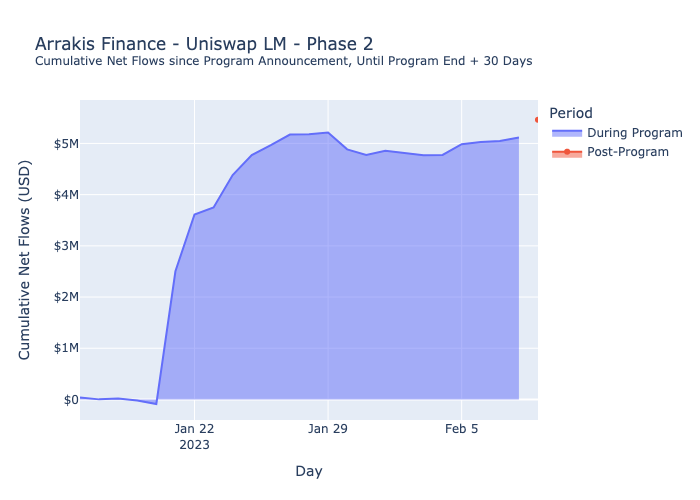 Arrakis Finance - Uniswap LM - Phase 2
Cumulative Net Flows since Program Announcement, Until Program End + 30 Days
Period
During Program
Post-Program
Cumulative Net Flows (USD)
$5M
$4M
$3M
$2M
$1M
$0
Jan 22
2023
Jan 29
Feb 5
Day